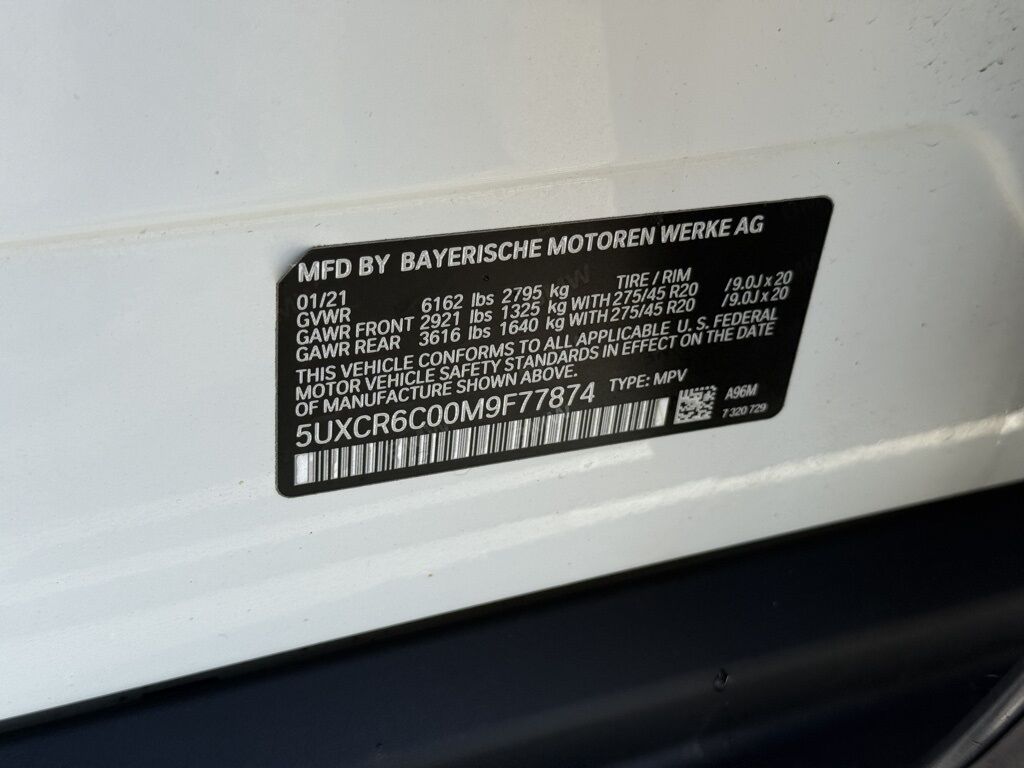 MFD BY BAYERISCHE MOTOREN WERKE AG
01/21 TIRE / RIM
GVWR 6162 lbs 2795 kg
GAWR FRONT 2921 lbs 1325 kg WITH 275/45 R20 /9.0J x 20
GAWR REAR 3616 lbs 1640 kg WITH 275/45 R20 /9.0J x 20
THIS VEHICLE CONFORMS TO ALL APPLICABLE U. S. FEDERAL
MOTOR VEHICLE SAFETY STANDARDS IN EFFECT ON THE DATE
OF MANUFACTURE SHOWN ABOVE.
5UXCR6C00M9F77874 TYPE: MPV
A96M
7 320 729